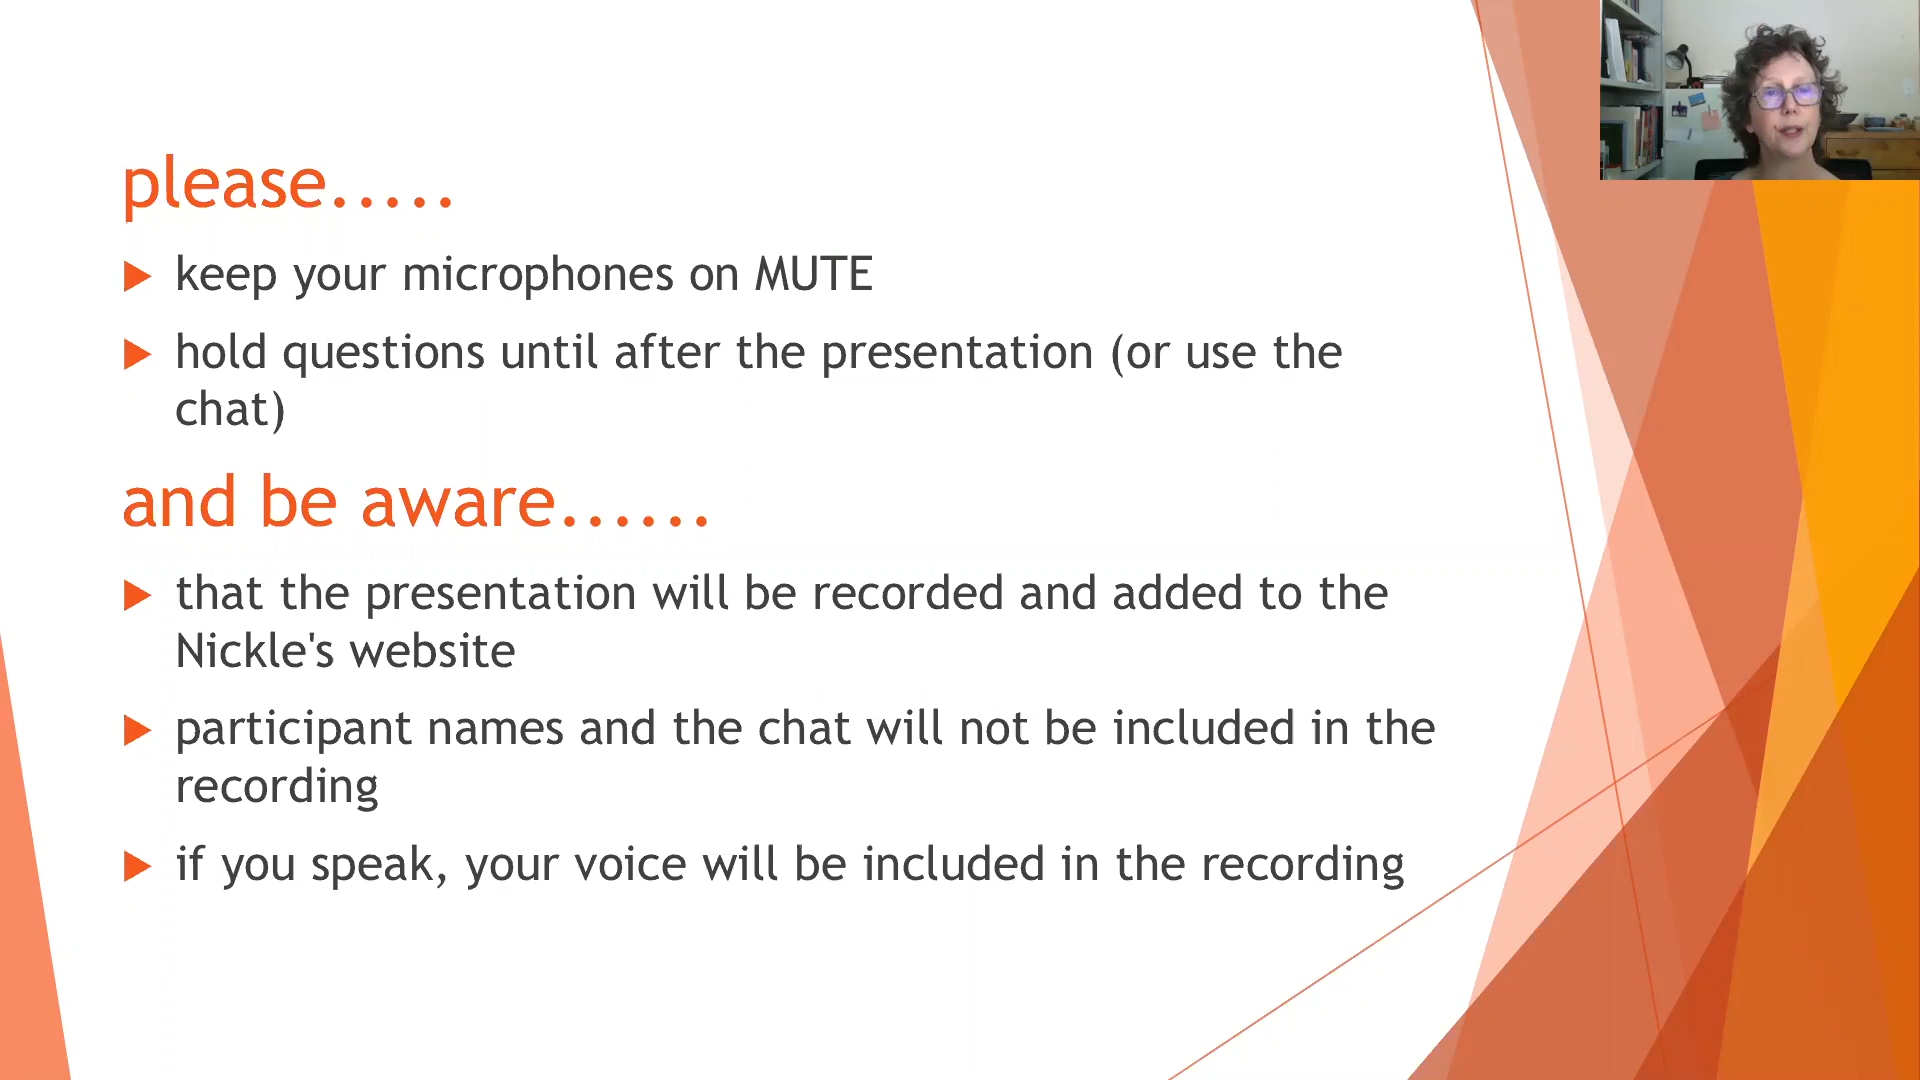 please.....
keep your microphones on MUTE
hold questions until after the presentation (or use the
chat)
and be aware......
that the presentation will be recorded and added to the
Nickle's website
participant names and the chat will not be included in the
recording
if you speak, your voice will be included in the recording